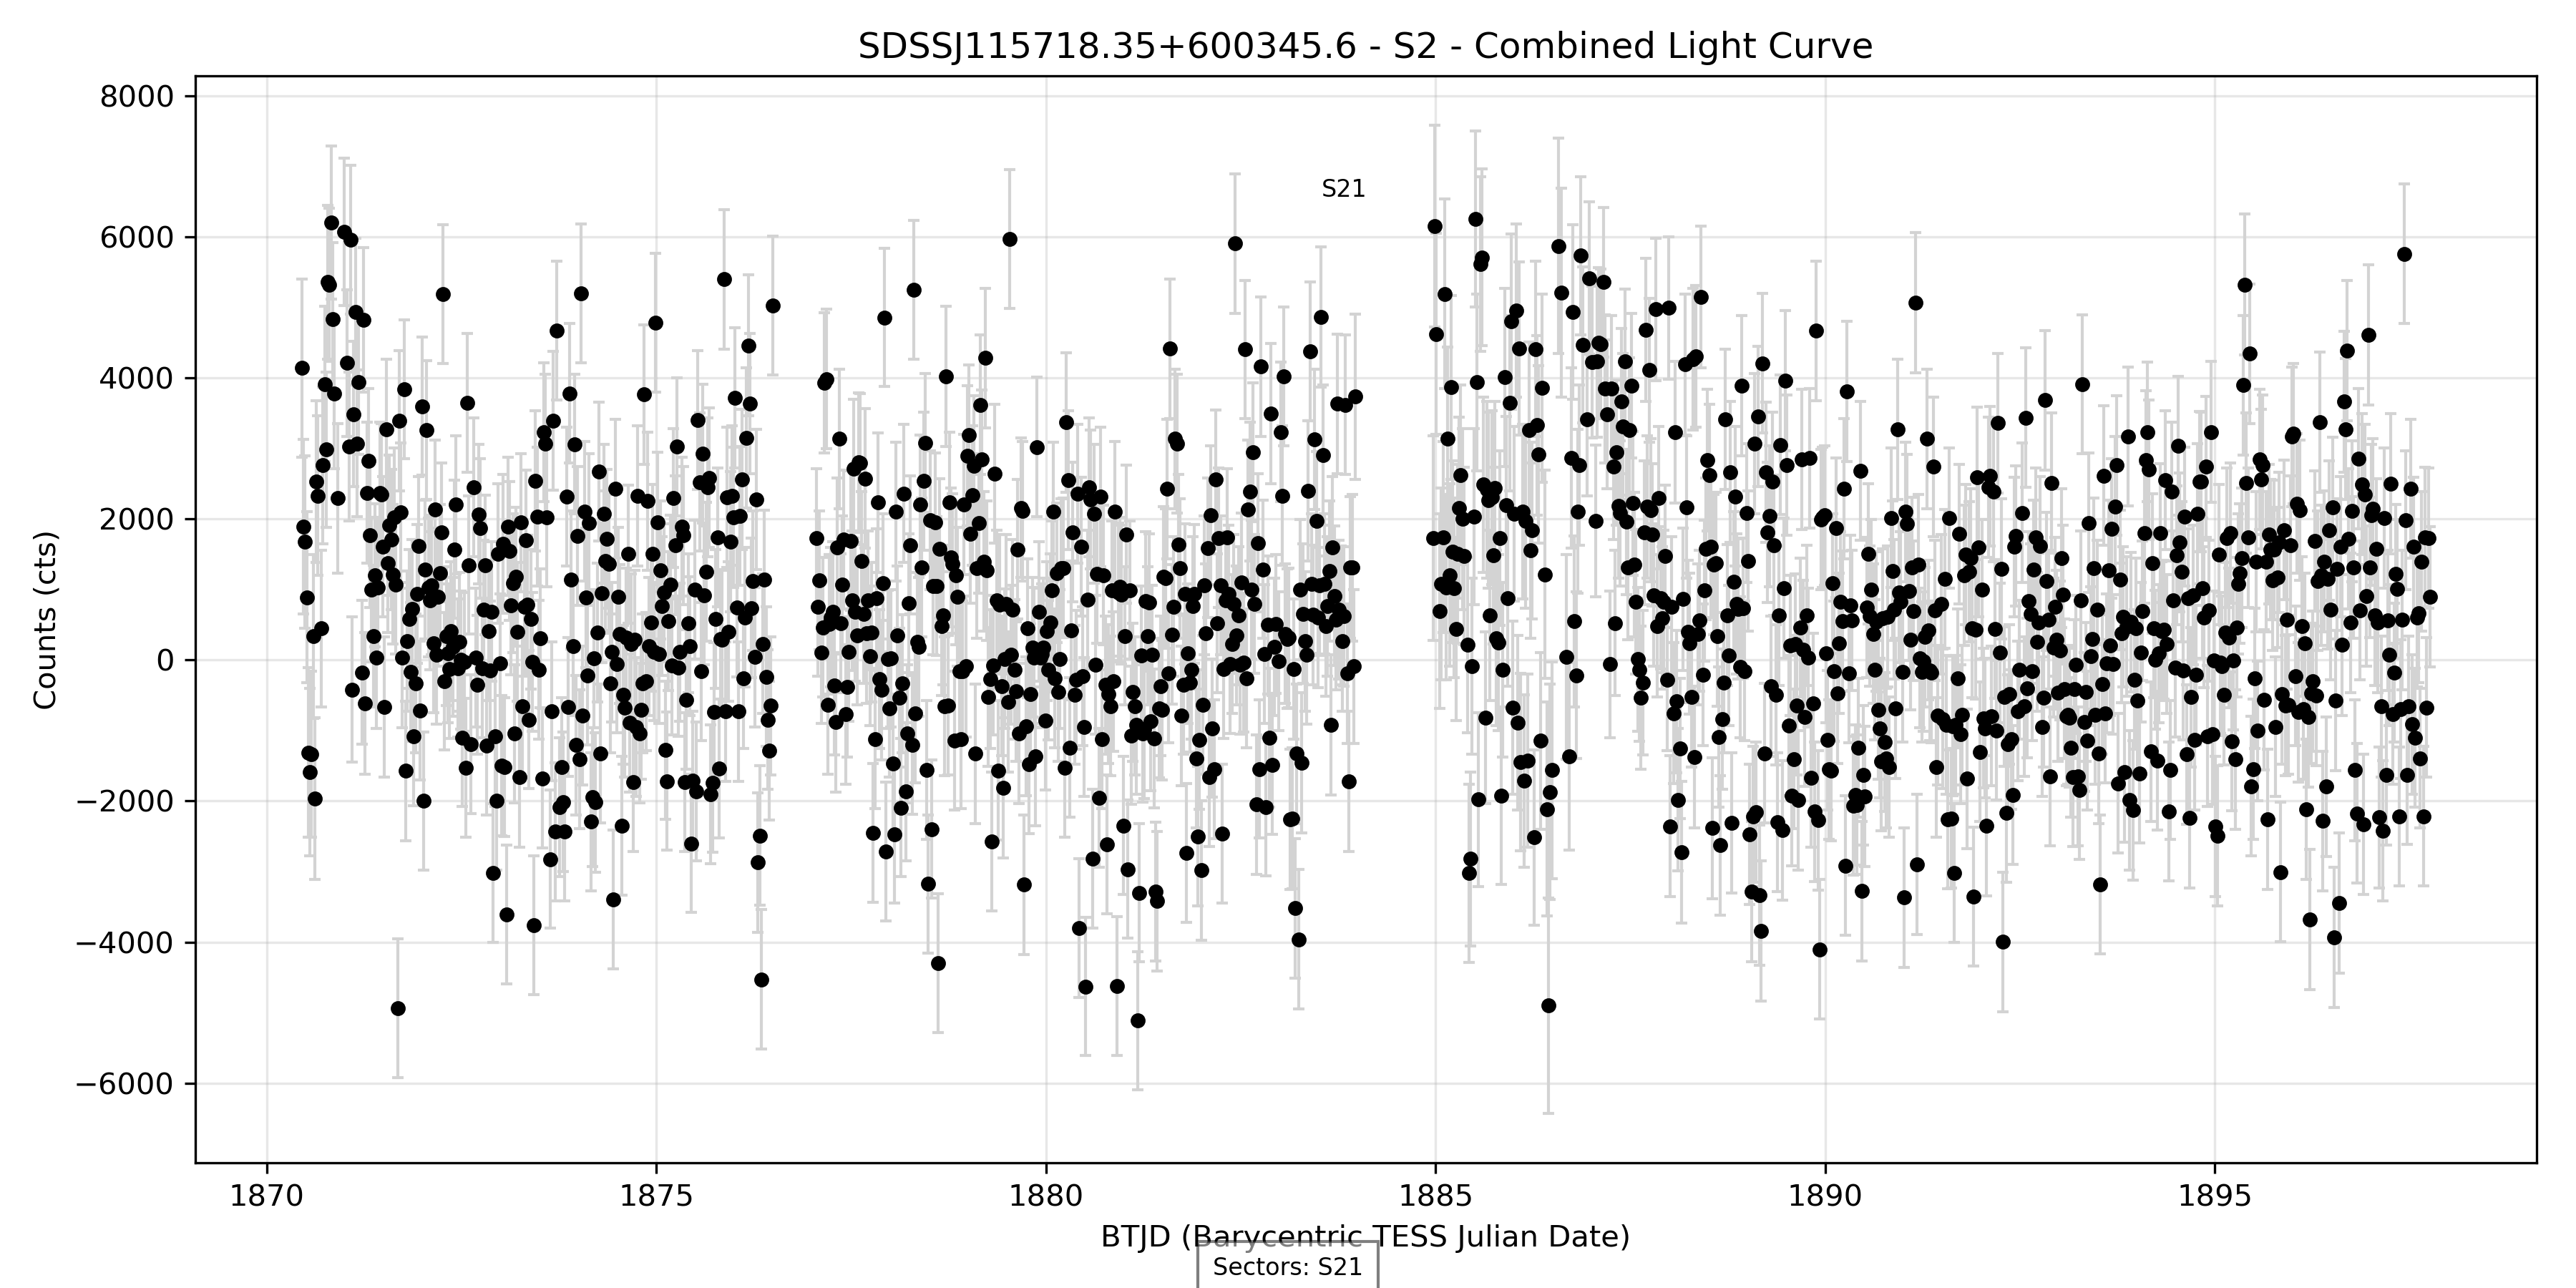 SDSSJ115718.35+600345.6 - S2 - Combined Light Curve
8000
6000
4000
2000
0
−2000
−4000
−6000
Counts (cts)
S21
1870
1875
1880
1885
1890
1895
BTJD (Barycentric TESS Julian Date)
Sectors: S21